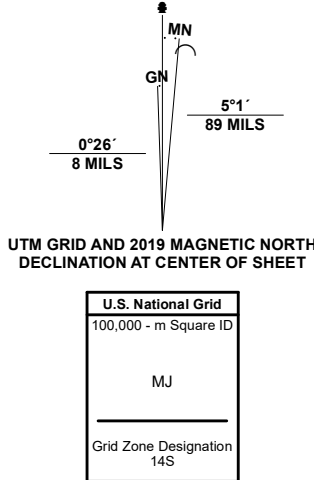 MN
GN
5°1´
89 MILS
0°26´
8 MILS
UTM GRID AND 2019 MAGNETIC NORTH
DECLINATION AT CENTER OF SHEET
U.S. National Grid
100,000 - m Square ID
MJ
Grid Zone Designation
14S